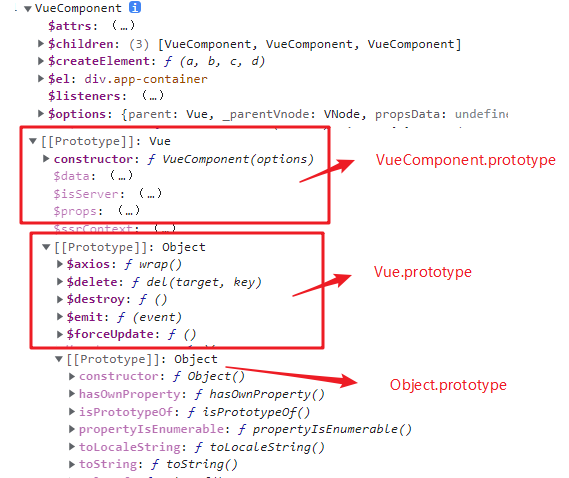 VueComponent i
$attrs: (…)
$children: (3) [VueComponent, VueComponent, VueComponent]
$createElement: ƒ (a, b, c, d)
$el: div.app-container
$listeners: (…)
$options: {parent: Vue, _parentVnode: VNode, propsData: undefine
[[Prototype]]: Vue
constructor: ƒ VueComponent(options)
VueComponent.prototype
$data: (…)
$isServer: (…)
$props: (…)
$ssrContext: (…)
[[Prototype]]: Object
$axios: ƒ wrap()
Vue.prototype
$delete: ƒ del(target, key)
$destroy: ƒ ()
$emit: ƒ (event)
$forceUpdate: ƒ ()
[[Prototype]]: Object
constructor: ƒ Object()
Object.prototype
hasOwnProperty: ƒ hasOwnProperty()
isPrototypeOf: ƒ isPrototypeOf()
propertyIsEnumerable: ƒ propertyIsEnumerable()
toLocaleString: ƒ toLocaleString()
toString: ƒ toString()